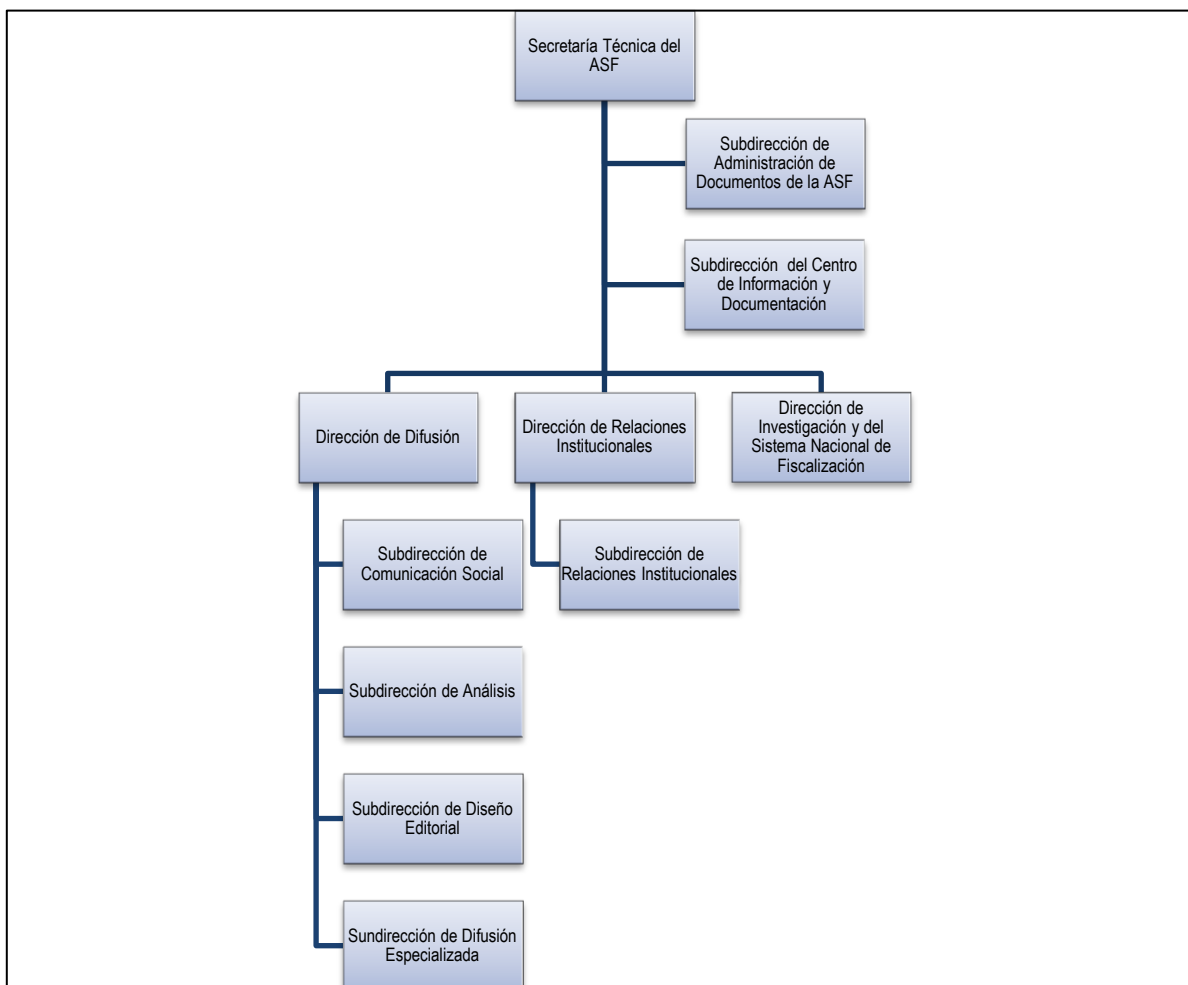 Secretaría Técnica del
ASF
Subdirección de
Administración de
Documentos de la ASF
Subdirección del Centro
de Información y
Documentación
Dirección de Difusión
Dirección de Relaciones
Institucionales
Dirección de
Investigación y del
Sistema Nacional de
Fiscalización
Subdirección de
Comunicación Social
Subdirección de
Relaciones Institucionales
Subdirección de Análisis
Subdirección de Diseño
Editorial
Sundirección de Difusión
Especializada